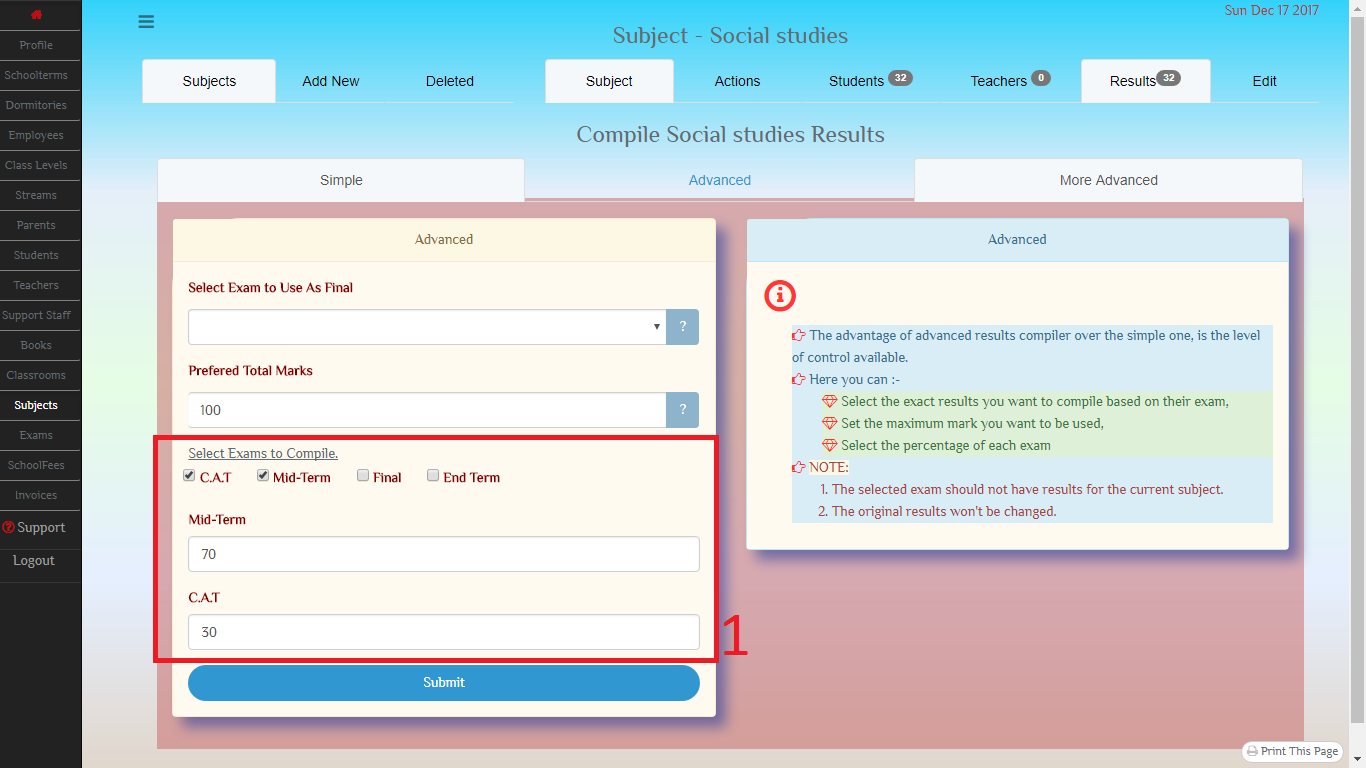 Sun Dec 17 2017
Profile
Schoolterms
Dormitories
Employees
Class Levels
Streams
Parents
Students
Teachers
Support Staff
Books
Classrooms
Subjects
Exams
SchoolFees
Invoices
Support
Logout
Subject - Social studies
Subjects Add New Deleted Subject Actions Students 32 Teachers 0 Results 32 Edit
Compile Social studies Results
Simple Advanced More Advanced
Advanced
Select Exam to Use As Final
?
Prefered Total Marks
100 ?
Select Exams to Compile.
C.A.T Mid-Term Final End Term
Mid-Term
70
C.A.T
30
1
Submit
Advanced
The advantage of advanced results compiler over the simple one, is the level
of control available.
Here you can :-
Select the exact results you want to compile based on their exam,
Set the maximum mark you want to be used,
Select the percentage of each exam
NOTE:
1. The selected exam should not have results for the current subject.
2. The original results won't be changed.
Print This Page